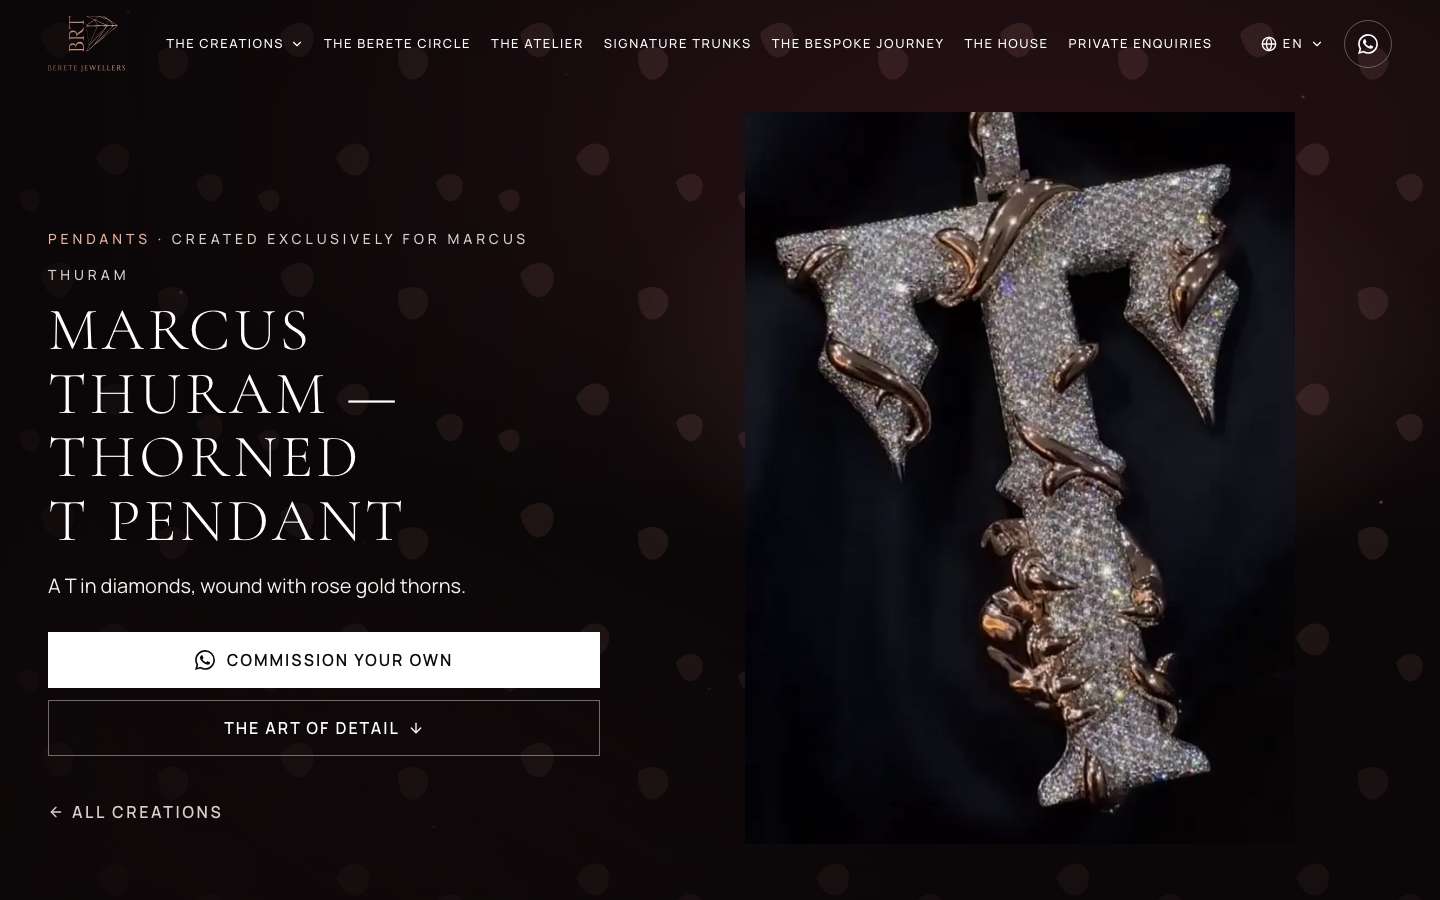 BRT
BERETE JEWELLERS
THE CREATIONS
THE BERETE CIRCLE
THE ATELIER
SIGNATURE TRUNKS
THE BESPOKE JOURNEY
THE HOUSE
PRIVATE ENQUIRIES
EN
PENDANTS · CREATED EXCLUSIVELY FOR MARCUS
THURAM
MARCUS
THURAM —
THORNED
T PENDANT
A T in diamonds, wound with rose gold thorns.
COMMISSION YOUR OWN
THE ART OF DETAIL ↓
← ALL CREATIONS